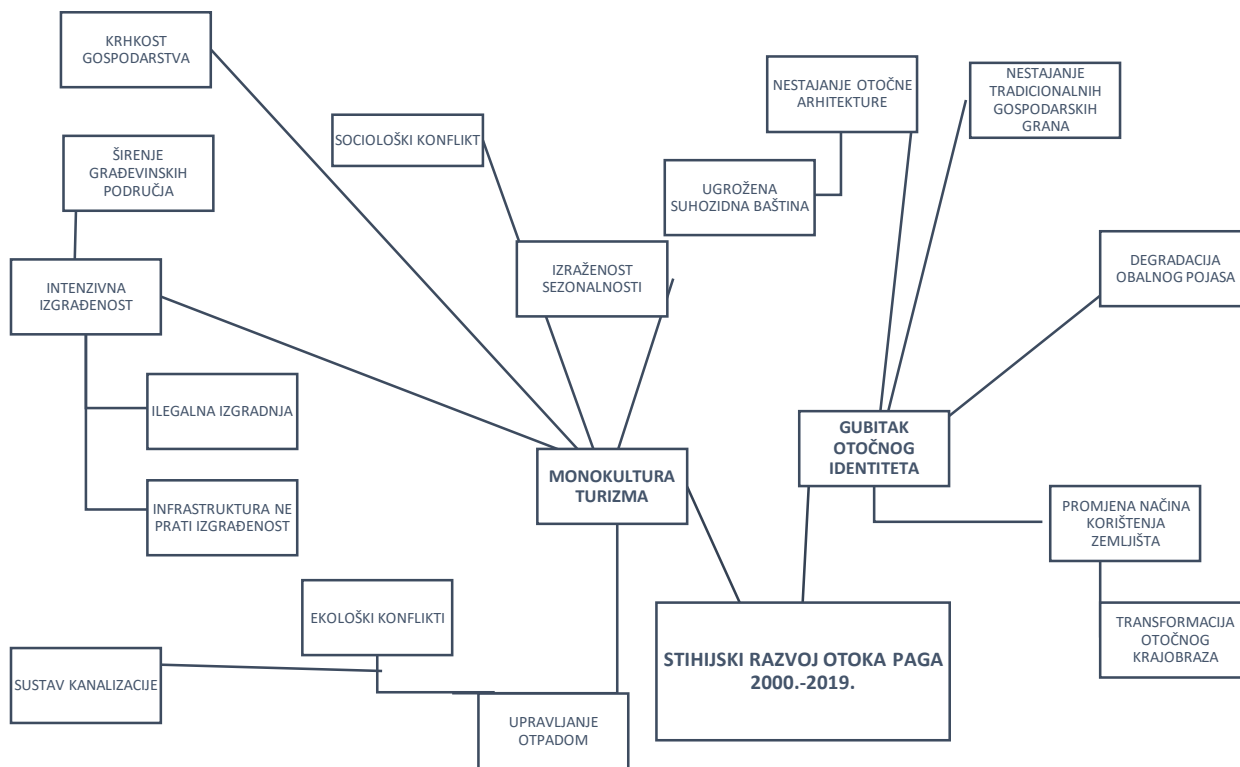 KRHKOST
GOSPODARSTVA
NESTAJANJE OTOČNE
ARHITEKTURE
NESTAJANJE
TRADICIONALNIH
GOSPODARSKIH
GRANA
SOCIOLOŠKI KONFLIKT
ŠIRENJE
GRAĐEVINSKIH
PODRUČJA
UGROŽENA
SUHOZIDNA BAŠTINA
IZRAŽENOST
SEZONALNOSTI
DEGRADACIJA
OBALNOG POJASA
INTENZIVNA
IZGRAĐENOST
ILEGALNA IZGRADNJA
GUBITAK
OTOČNOG
IDENTITETA
MONOKULTURA
TURIZMA
INFRASTRUKTURA NE
PRATI IZGRAĐENOST
PROMJENA NAČINA
KORIŠTENJA
ZEMLJIŠTA
EKOLOŠKI KONFLIKTI
TRANSFORMACIJA
OTOČNOG
KRAJOBRAZA
STIHIJSKI RAZVOJ OTOKA PAGA
2000.-2019.
SUSTAV KANALIZACIJE
UPRAVLJANJE
OTPADOM